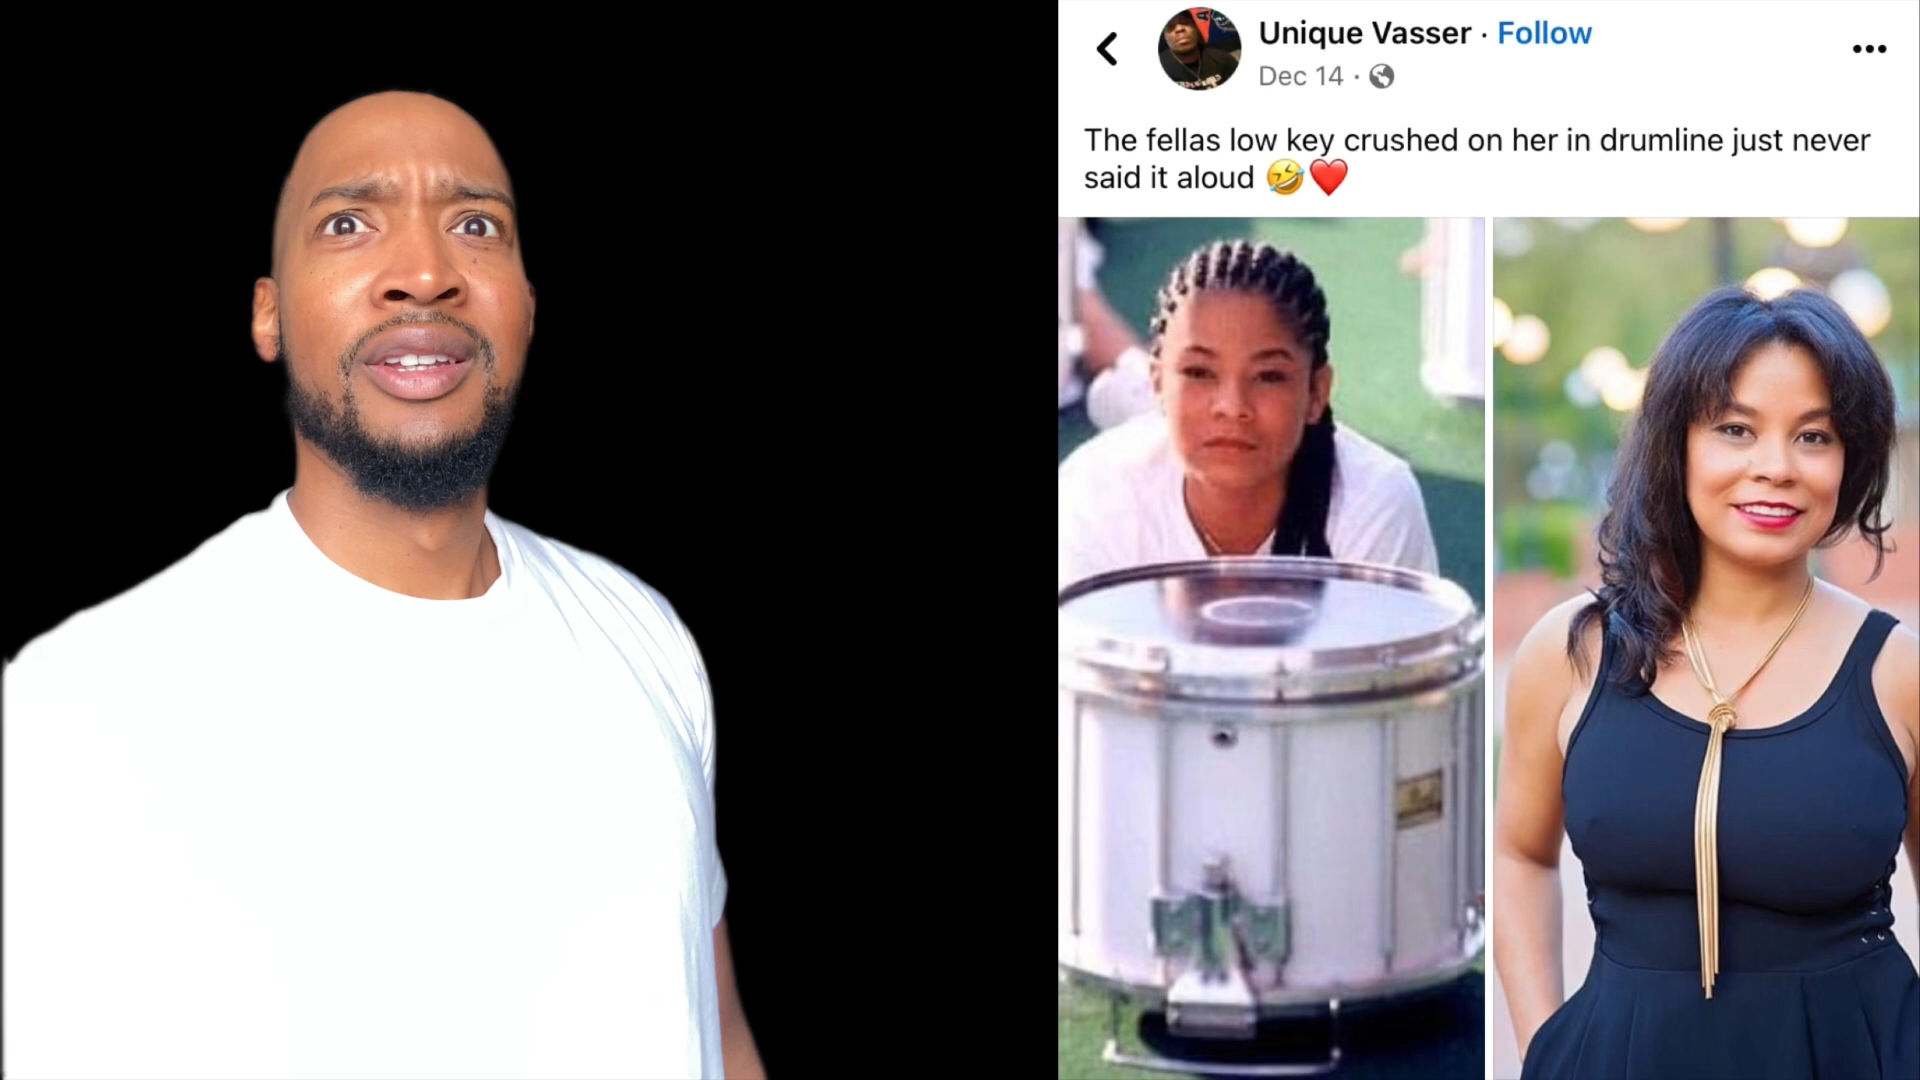 Unique Vasser · Follow
Dec 14 ·
The fellas low key crushed on her in drumline just never
said it aloud 🤣❤️